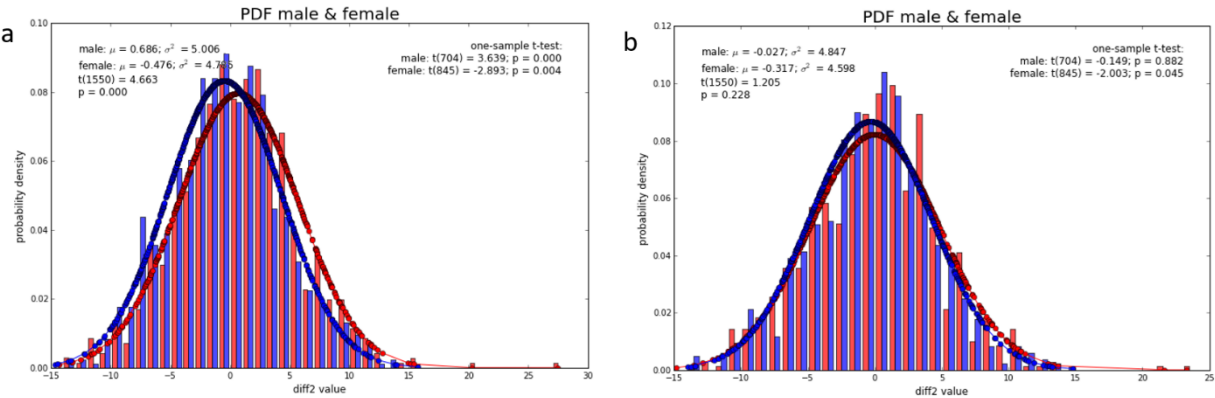 a
PDF male & female
male: μ = 0.686; σ² = 5.006
female: μ = -0.476; σ² =
t(1550) = 4.663
p = 0.000
one-sample t-test:
male: t(704) = 3.639; p = 0.000
female: t(845) = -2.893; p = 0.004
probability density
0.10
0.08
0.06
0.04
0.02
0.00
-15 -10 -5 0 5 10 15 20 25 30
diff2 value
b
PDF male & female
male: μ = -0.027; σ² = 4.847
female: μ = -0.317; σ² = 4.598
t(1550) = 1.205
p = 0.228
one-sample t-test:
male: t(704) = -0.149; p = 0.882
female: t(845) = -2.003; p = 0.045
probability density
0.12
0.10
0.08
0.06
0.04
0.02
0.00
-15 -10 -5 0 5 10 15 20 25
diff2 value